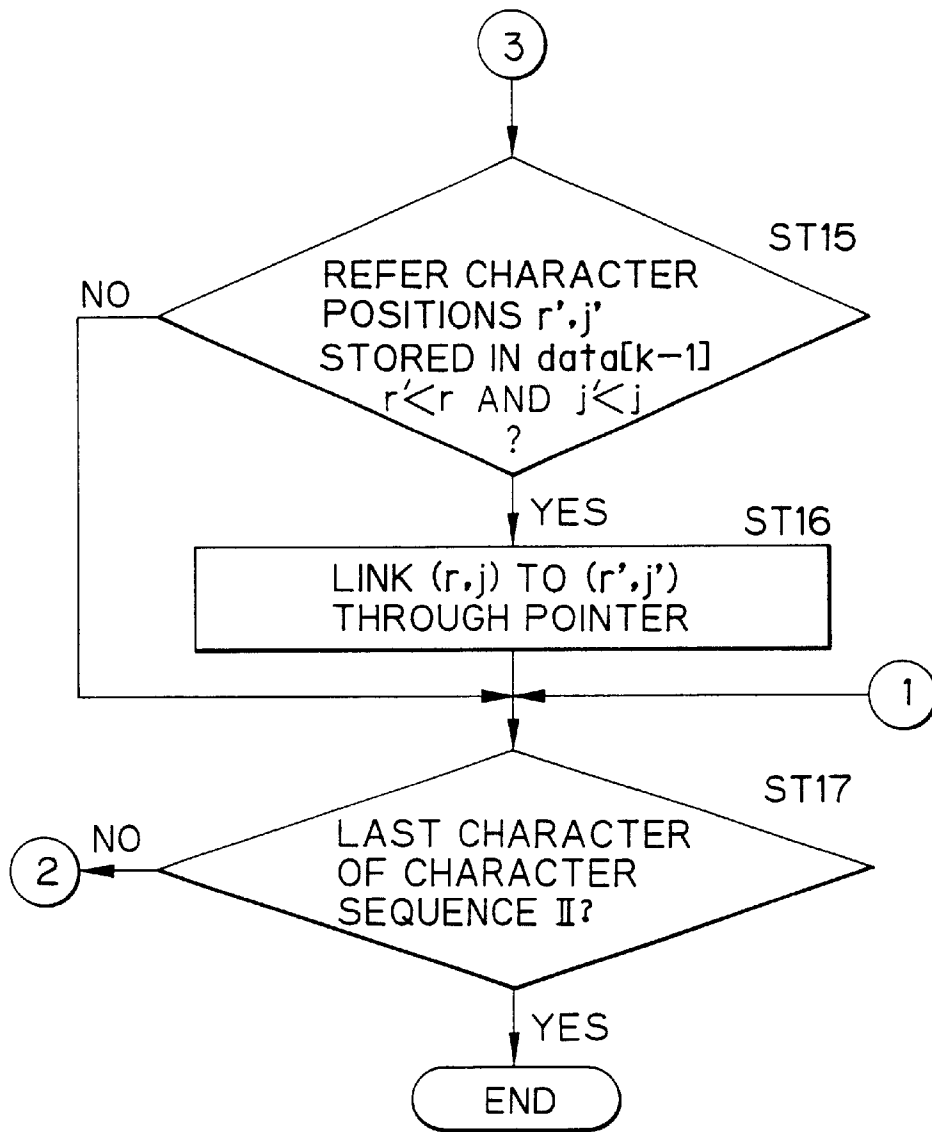 3
ST15
NO
REFER CHARACTER
POSITIONS r',j'
STORED IN data[k-1]
r'<r AND j'<j
?
YES
ST16
LINK (r,j) TO (r',j')
THROUGH POINTER
1
ST17
NO
2
LAST CHARACTER
OF CHARACTER
SEQUENCE II?
YES
END